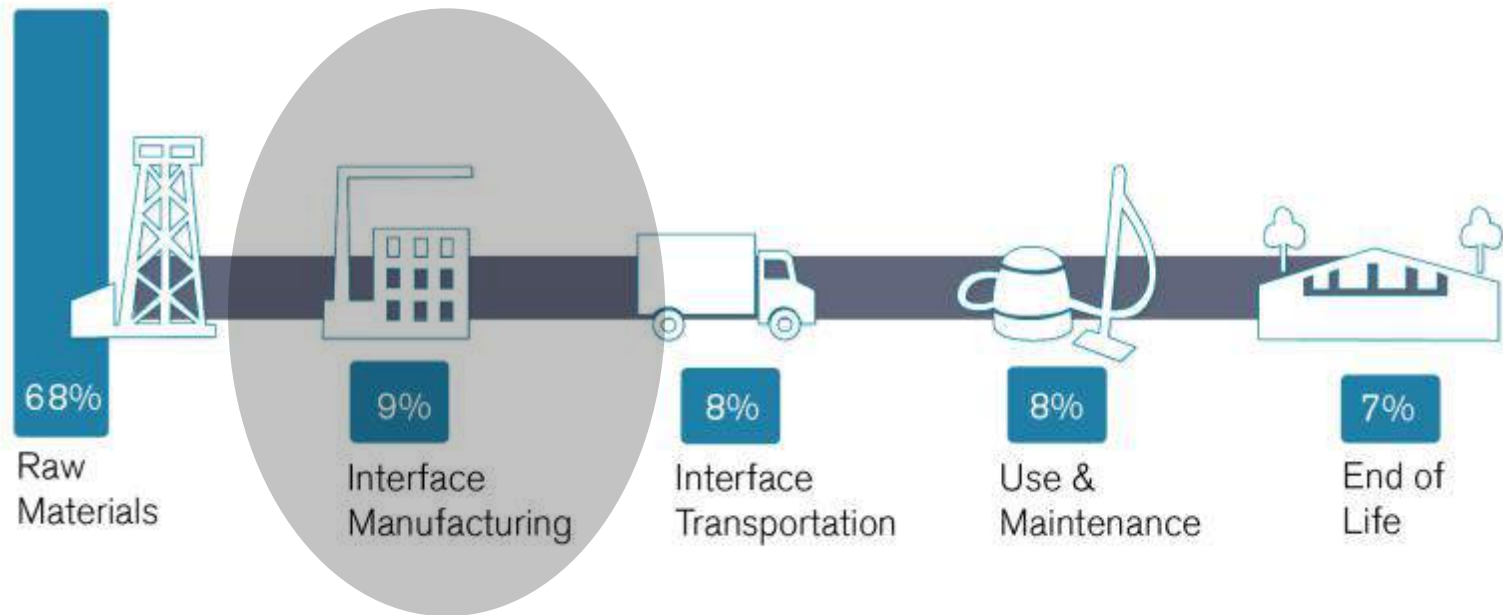 68%
Raw
Materials
9%
Interface
Manufacturing
8%
Interface
Transportation
8%
Use &
Maintenance
7%
End of
Life